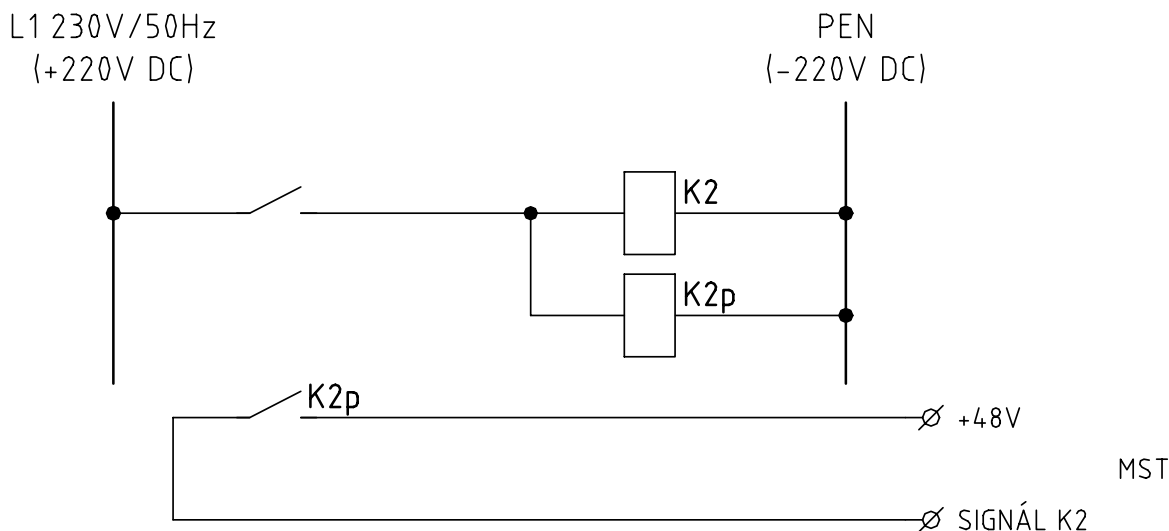 L1 230V/50Hz
(+220V DC)
PEN
(-220V DC)
K2
K2p
K2p
+48V
MST
SIGNÁL K2